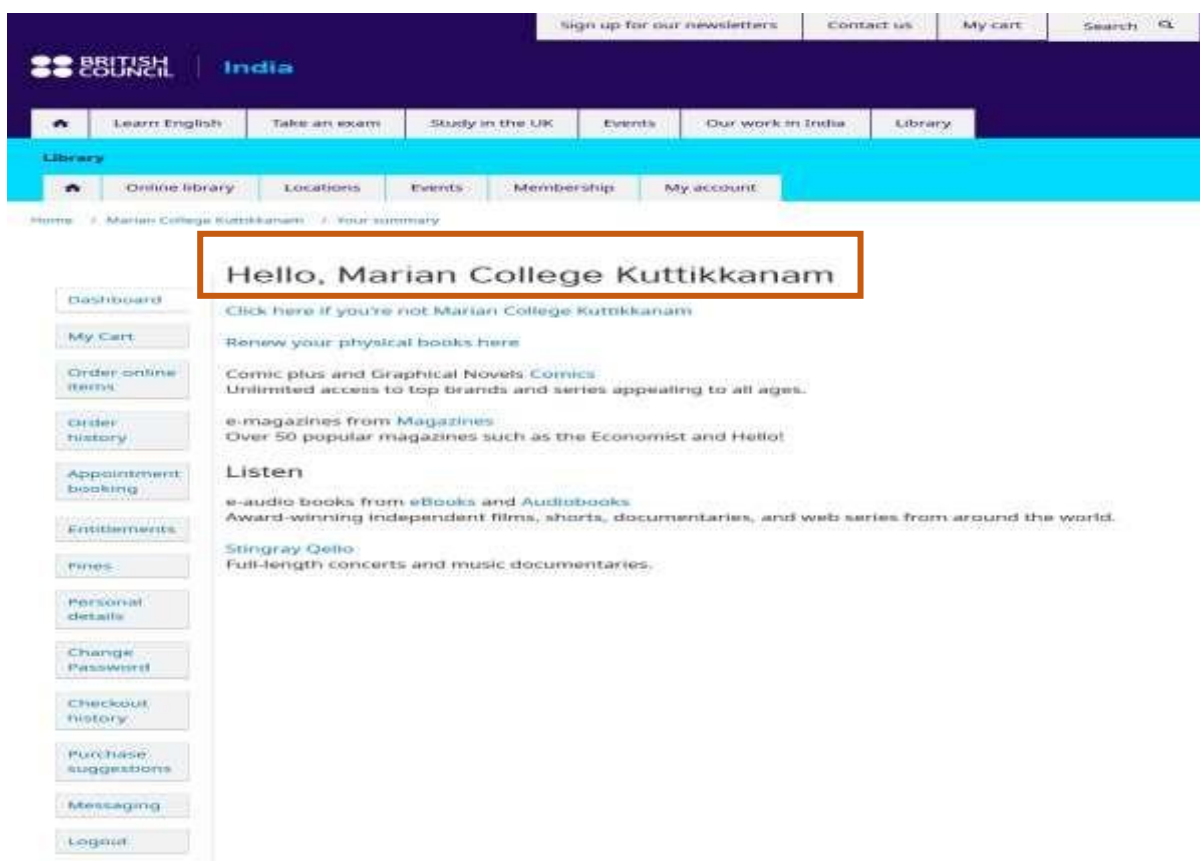 Sign up for our newsletters Contact us My cart Search
BRITISH COUNCIL India
Learn English Take an exam Study in the UK Events Our work in India Library
Library
Online library Locations Events Membership My account
Home / Marian College Kuttikkanam / Your summary
Hello, Marian College Kuttikkanam
Click here if you're not Marian College Kuttikkanam
Renew your physical books here
Comic plus and Graphical Novels Comics
Unlimited access to top brands and series appealing to all ages.
e-magazines from Magazines
Over 50 popular magazines such as the Economist and Hello!
Listen
e-audio books from eBooks and Audiobooks
Award-winning independent films, shorts, documentaries, and web series from around the world.
Stingray Qello
Full-length concerts and music documentaries.
Dashboard
My Cart
Order online
items
Order
history
Appointment
booking
Entitlements
Fines
Personal
details
Change
Password
Checkout
history
Purchase
suggestions
Messaging
Logout